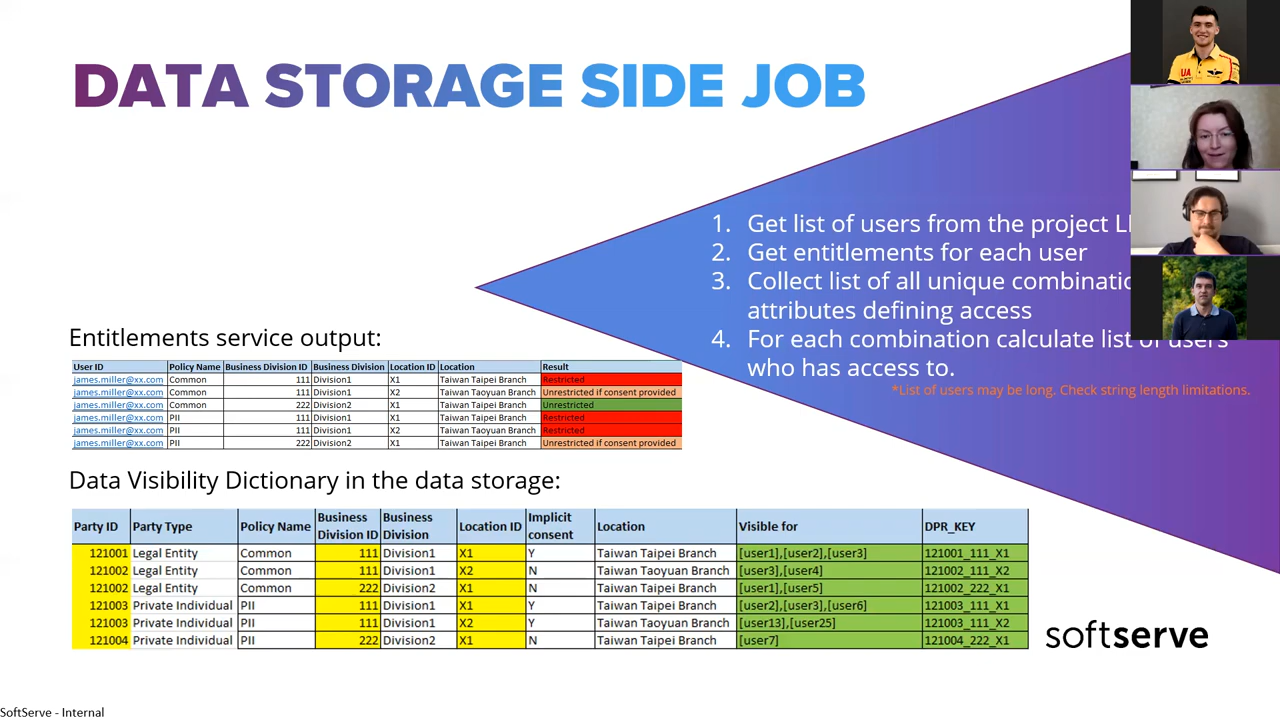 DATA STORAGE SIDE JOB
UA
1. Get list of users from the project
2. Get entitlements for each user
3. Collect list of all unique
attributes defining access
4. For each combination calculate list of users
who has access to.
*List of users may be long. Check string length limitations.
Entitlements service output:
User ID Policy Name Business Division ID Business Division Location ID Location Result
james.miller@xx.com Common 111 Division1 X1 Taiwan Taipei Branch Restricted
james.miller@xx.com Common 111 Division1 X2 Taiwan Taoyuan Branch Unrestricted if consent provided
james.miller@xx.com Common 222 Division2 X1 Taiwan Taipei Branch Unrestricted
james.miller@xx.com PII 111 Division1 X1 Taiwan Taipei Branch Restricted
james.miller@xx.com PII 111 Division1 X2 Taiwan Taoyuan Branch Restricted
james.miller@xx.com PII 222 Division2 X1 Taiwan Taipei Branch Unrestricted if consent provided
Data Visibility Dictionary in the data storage:
Party ID Party Type Policy Name Business Division ID Business Division Location ID Implicit consent Location Visible for DPR_KEY
121001 Legal Entity Common 111 Division1 X1 Y Taiwan Taipei Branch [user1],[user2],[user3] 121001_111_X1
121002 Legal Entity Common 111 Division1 X2 N Taiwan Taoyuan Branch [user3],[user4] 121002_111_X2
121002 Legal Entity Common 222 Division2 X1 N Taiwan Taipei Branch [user1],[user5] 121002_222_X1
121003 Private Individual PII 111 Division1 X1 Y Taiwan Taipei Branch [user2],[user3],[user6] 121003_111_X1
121003 Private Individual PII 111 Division1 X2 Y Taiwan Taoyuan Branch [user13],[user25] 121003_111_X2
121004 Private Individual PII 222 Division2 X1 N Taiwan Taipei Branch [user7] 121004_222_X1
softserve
SoftServe - Internal